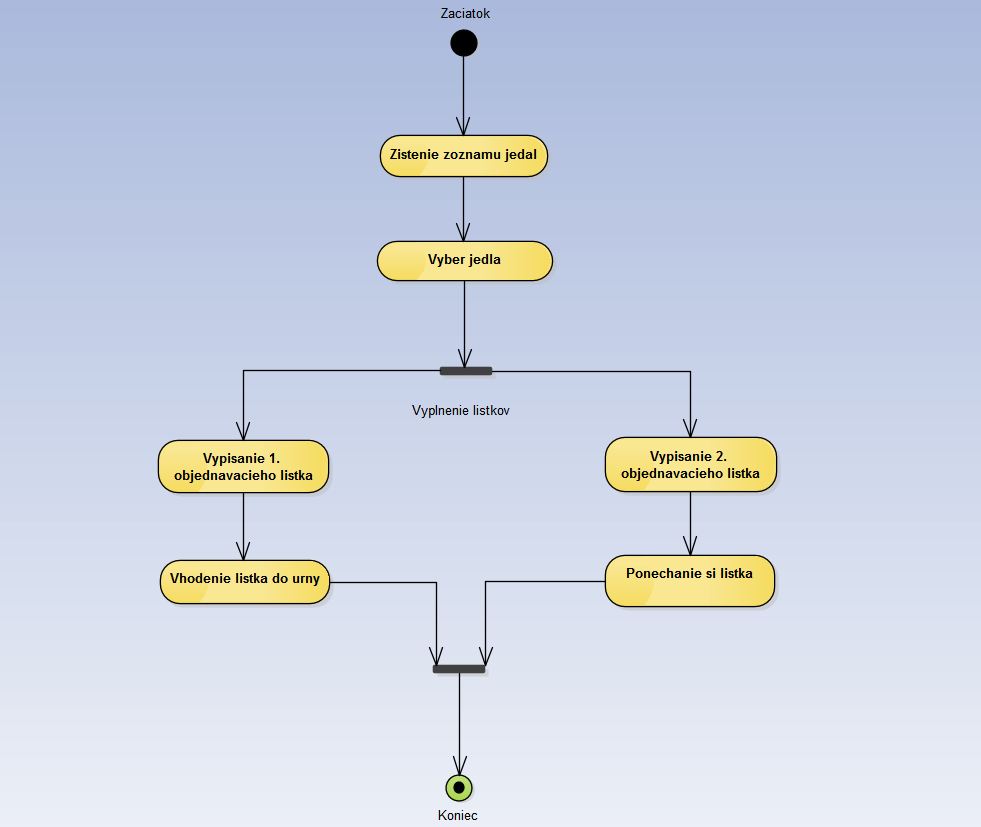 Zaciatok
Zistenie zoznamu jedal
Vyber jedla
Vyplnenie listkov
Vypisanie 1.
objednavacieho listka
Vypisanie 2.
objednavacieho listka
Vhodenie listka do urny
Ponechanie si listka
Koniec